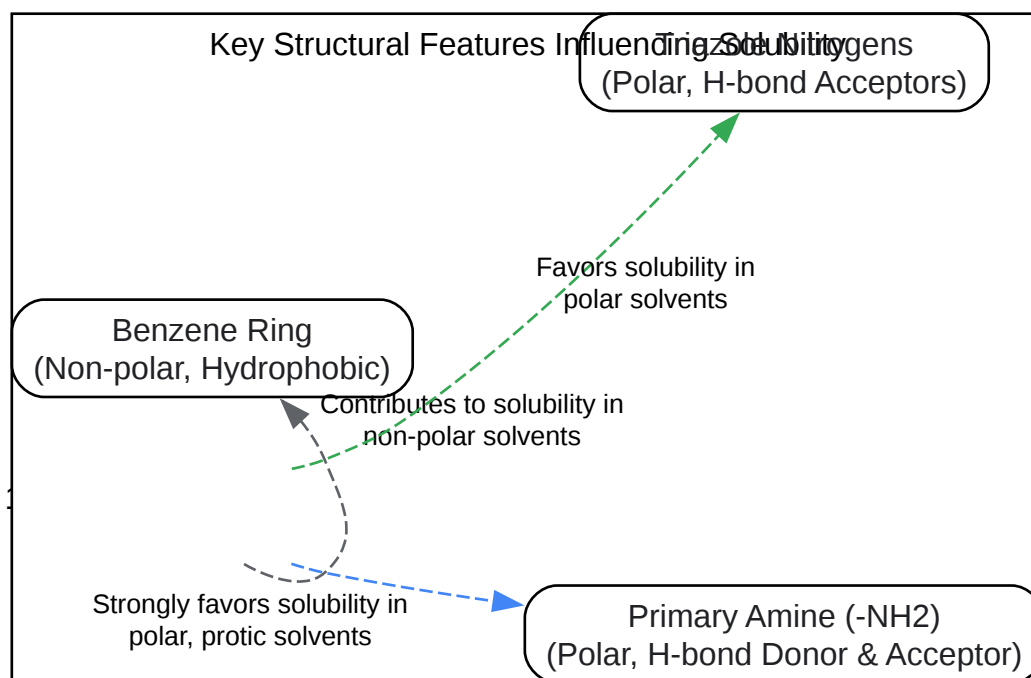 Key Structural Features Influencing Solubility
Triazole Nitrogens
(Polar, H-bond Acceptors)
Favors solubility in
polar solvents
Benzene Ring
(Non-polar, Hydrophobic)
Contributes to solubility in
non-polar solvents
Strongly favors solubility in
polar, protic solvents
Primary Amine (-NH2)
(Polar, H-bond Donor & Acceptor)